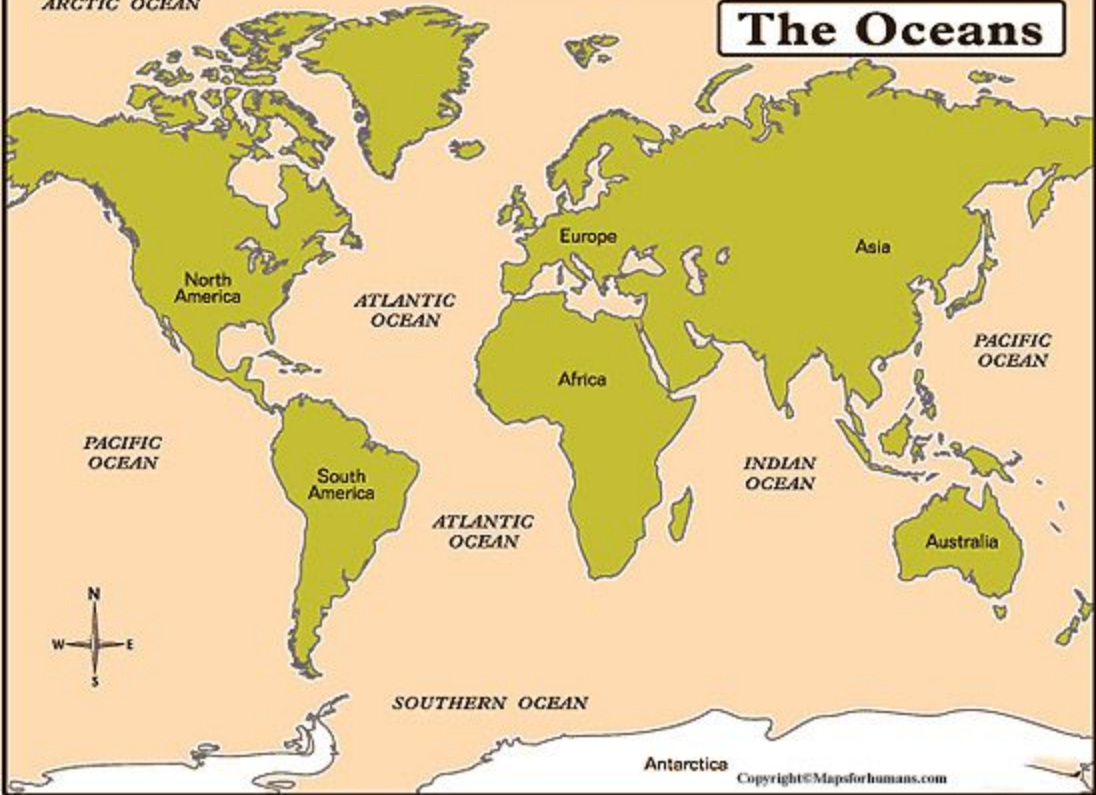 ARCTIC OCEAN
The Oceans
Europe
Asia
North
America
ATLANTIC
OCEAN
PACIFIC
OCEAN
Africa
PACIFIC
OCEAN
INDIAN
OCEAN
South
America
ATLANTIC
OCEAN
Australia
N
W E
S
SOUTHERN OCEAN
Antarctica
Copyright©Mapsforhumans.com